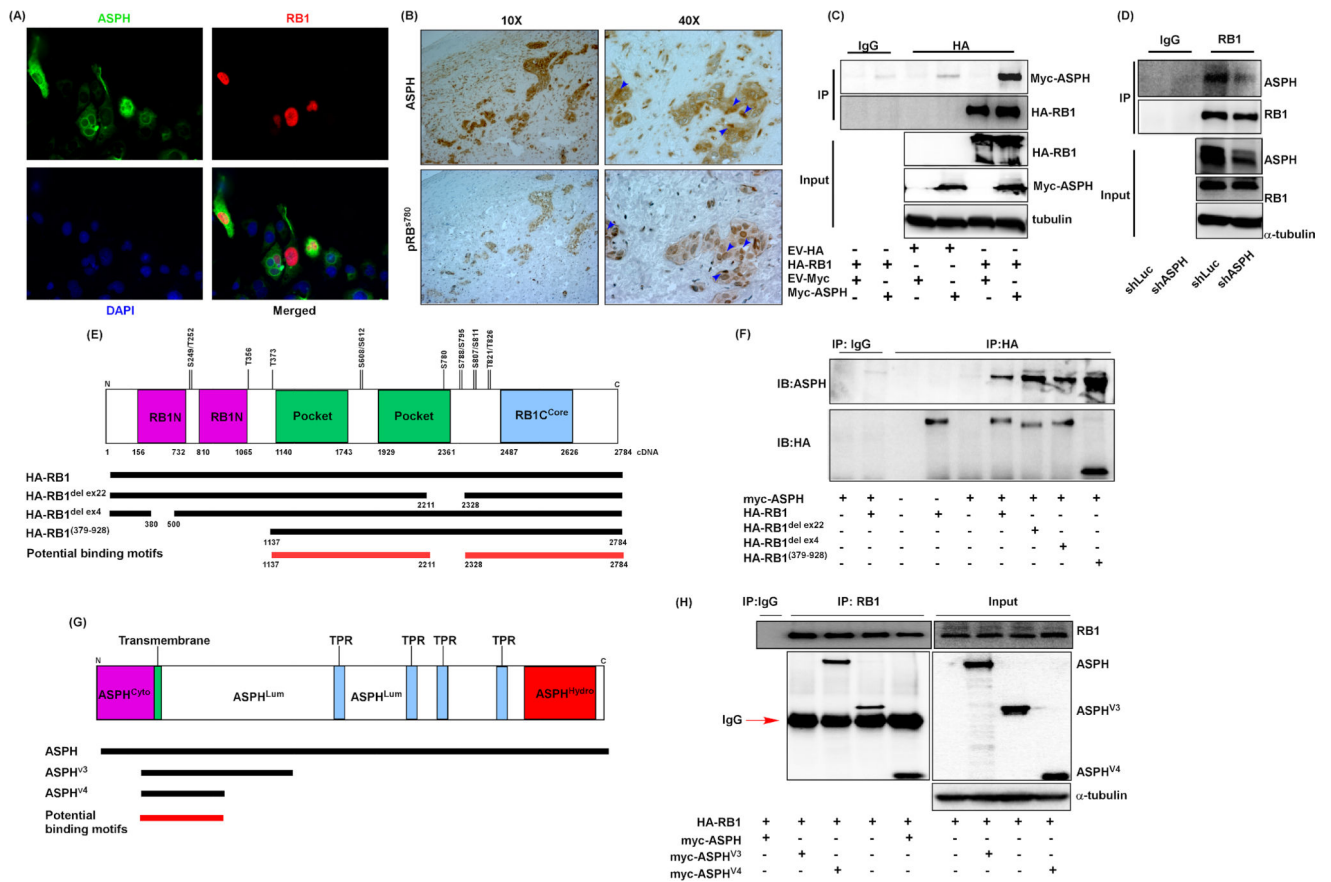 (A)
ASPH
RB1
DAPI
Merged
(B)
10X
40X
ASPH
pRB^s780
(C)
IgG
HA
IP
Myc-ASPH
HA-RB1
Input
HA-RB1
Myc-ASPH
tubulin
EV-HA - - + + - -
HA-RB1 + + - - + +
EV-Myc + - + - + -
Myc-ASPH - + - + - +
(D)
IgG
RB1
IP
ASPH
RB1
Input
ASPH
RB1
α-tubulin
shLuc
shASPH
shLuc
shASPH
(E)
S249/T252
T356
T373
S608/S612
S780
S788/S795
S807/S811
T821/T826
N
C
RB1N
RB1N
Pocket
Pocket
RB1C^Core
1 156 732 810 1065 1140 1743 1929 2361 2487 2626 2784 cDNA
HA-RB1
HA-RB1^del ex22
2211 2328
HA-RB1^del ex4
380 500
HA-RB1^(379-928)
1137 2784
Potential binding motifs
1137 2211 2328 2784
(F)
IP: IgG
IP:HA
IB:ASPH
IB:HA
myc-ASPH + + - - + + + + +
HA-RB1 - + - + - + - - -
HA-RB1^del ex22 - - - - - - + - -
HA-RB1^del ex4 - - - - - - - + -
HA-RB1^(379-928) - - - - - - - - +
(G)
Transmembrane
TPR
TPR
TPR
TPR
N
C
ASPH^Cyto
ASPH^Lum
ASPH^Lum
ASPH^Hydro
ASPH
ASPH^V3
ASPH^V4
Potential
binding motifs
(H)
IP:IgG
IP: RB1
Input
RB1
ASPH
ASPH^V3
IgG
ASPH^V4
α-tubulin
HA-RB1 + + + + + + + + +
myc-ASPH + - - - + - - - -
myc-ASPH^V3 - + - - - - + - -
myc-ASPH^V4 - - + - - - - - +